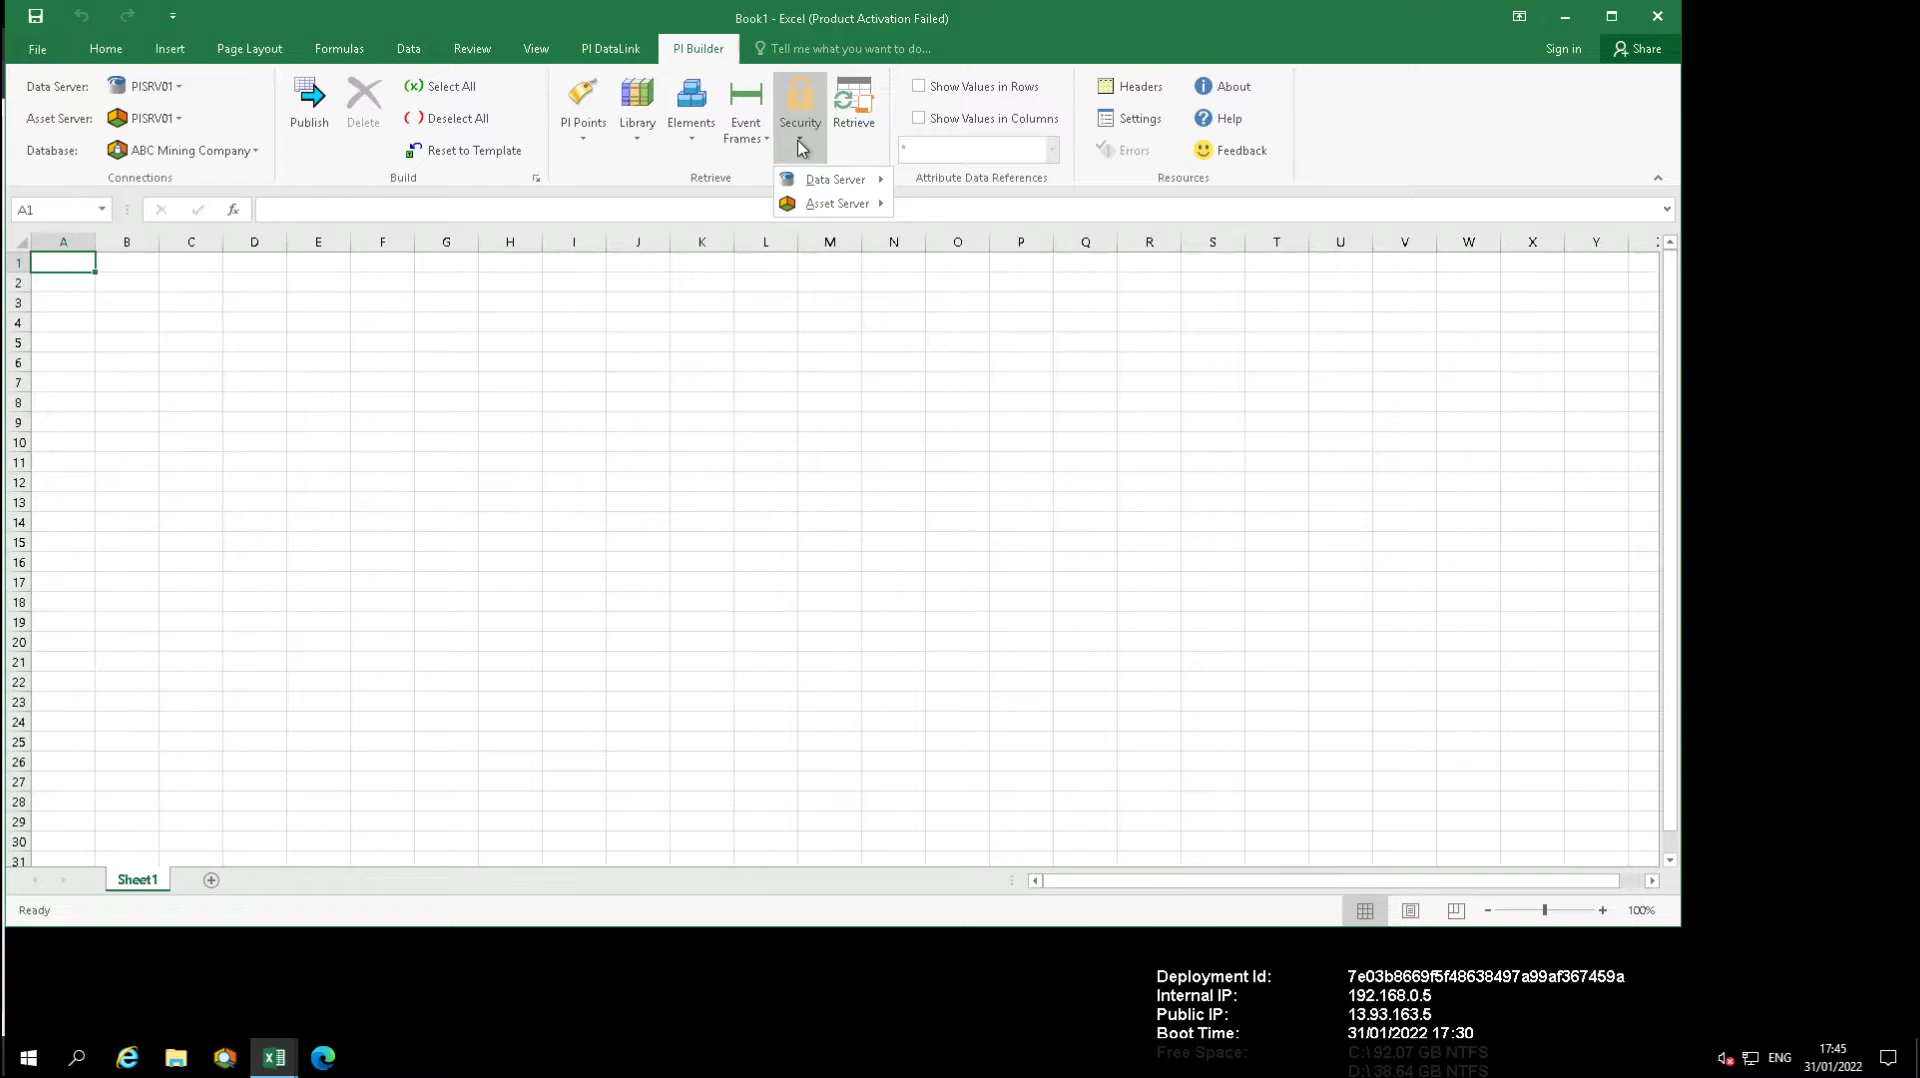 Book1 - Excel (Product Activation Failed)
File Home Insert Page Layout Formulas Data Review View PI DataLink PI Builder Tell me what you want to do... Sign in Share
Data Server: PISRV01
Asset Server: PISRV01
Database: ABC Mining Company
Connections
Publish
Delete
(x) Select All
( ) Deselect All
Reset to Template
Build
PI Points
Library
Elements
Event
Frames
Security
Retrieve
Retrieve
Data Server
Asset Server
Show Values in Rows
Show Values in Columns
*
Attribute Data References
Headers
Settings
Errors
About
Help
Feedback
Resources
A1 fx
A B C D E F G H I J K L M N O P Q R S T U V W X Y
1
2
3
4
5
6
7
8
9
10
11
12
13
14
15
16
17
18
19
20
21
22
23
24
25
26
27
28
29
30
31
Sheet1
Ready 100%
Deployment Id: 7e03b8669f5f48638497a99af367459a
Internal IP: 192.168.0.5
Public IP: 13.93.163.5
Boot Time: 31/01/2022 17:30
Free Space: C:\ 92.07 GB NTFS
D:\ 38.64 GB NTFS
ENG
17:45
31/01/2022